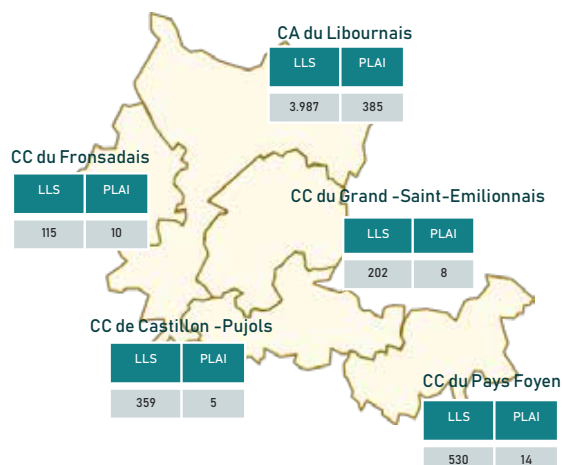 CA du Libournais
LLS PLAI
3.987 385
CC du Fronsadais
LLS PLAI
115 10
CC du Grand -Saint-Emilionnais
LLS PLAI
202 8
CC de Castillon -Pujols
LLS PLAI
359 5
CC du Pays Foyen
LLS PLAI
530 14